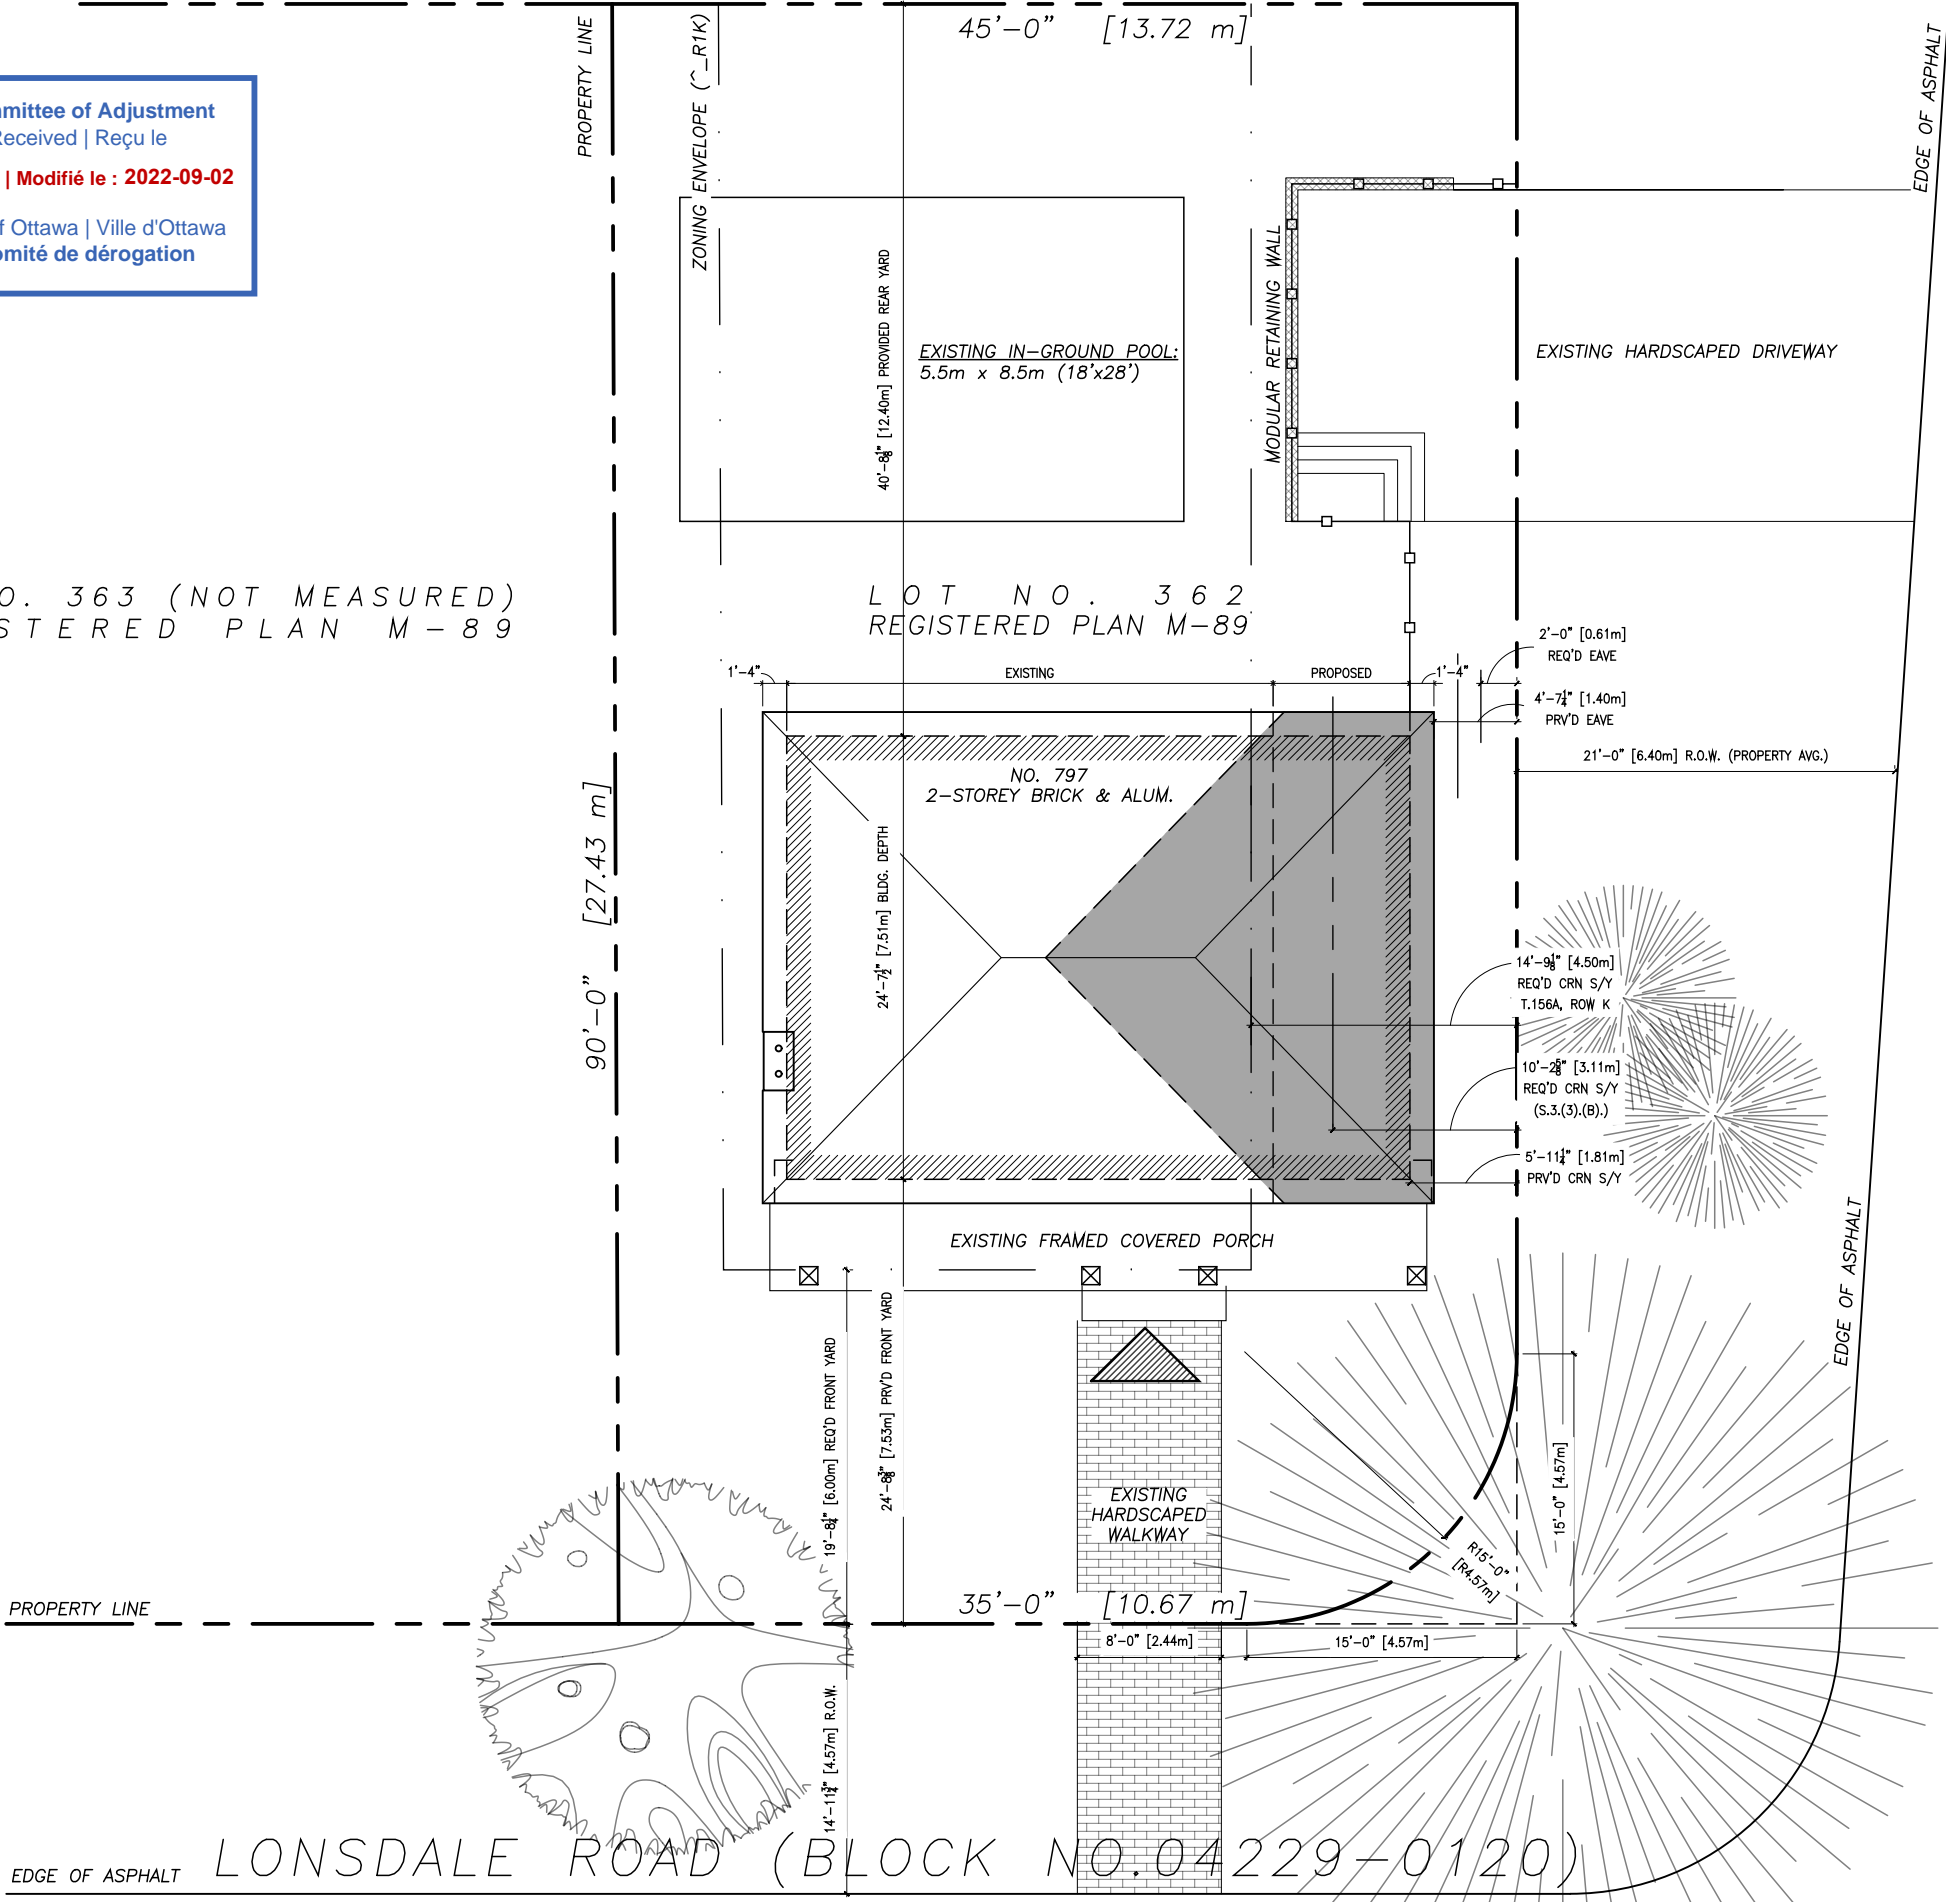 45'-0" [13.72 m]
PROPERTY LINE
ZONING ENVELOPE (^_R1K)
EDGE OF ASPHALT
Committee of Adjustment
Received | Reçu le
| Modifié le : 2022-09-02
of Ottawa | Ville d'Ottawa
Comité de dérogation
MODULAR RETAINING WALL
40'-8⅛" [12.40m] PROVIDED REAR YARD
EXISTING IN-GROUND POOL:
5.5m x 8.5m (18'x28')
EXISTING HARDSCAPED DRIVEWAY
O. 363 (NOT MEASURED)
STERED PLAN M-89
LOT NO. 362
REGISTERED PLAN M-89
2'-0" [0.61m]
REQ'D EAVE
1'-4"
EXISTING
PROPOSED
1'-4"
4'-7¼" [1.40m]
PRV'D EAVE
21'-0" [6.40m] R.O.W. (PROPERTY AVG.)
NO. 797
2-STOREY BRICK & ALUM.
90'-0" [27.43 m]
24'-7½" [7.51m] BLDG. DEPTH
14'-9⅛" [4.50m]
REQ'D CRN S/Y
T.156A, ROW K
10'-2⅝" [3.11m]
REQ'D CRN S/Y
(S.3.(3).(B).)
5'-11¼" [1.81m]
PRV'D CRN S/Y
EXISTING FRAMED COVERED PORCH
EDGE OF ASPHALT
19'-8¼" [6.00m] REQ'D FRONT YARD
24'-8⅜" [7.53m] PRV'D FRONT YARD
EXISTING
HARDSCAPED
WALKWAY
R15'-0"
[R4.57m]
15'-0" [4.57m]
PROPERTY LINE
35'-0" [10.67 m]
8'-0" [2.44m]
15'-0" [4.57m]
14'-11¾" [4.57m] R.O.W.
EDGE OF ASPHALT
LONSDALE ROAD (BLOCK NO.04229-0120)